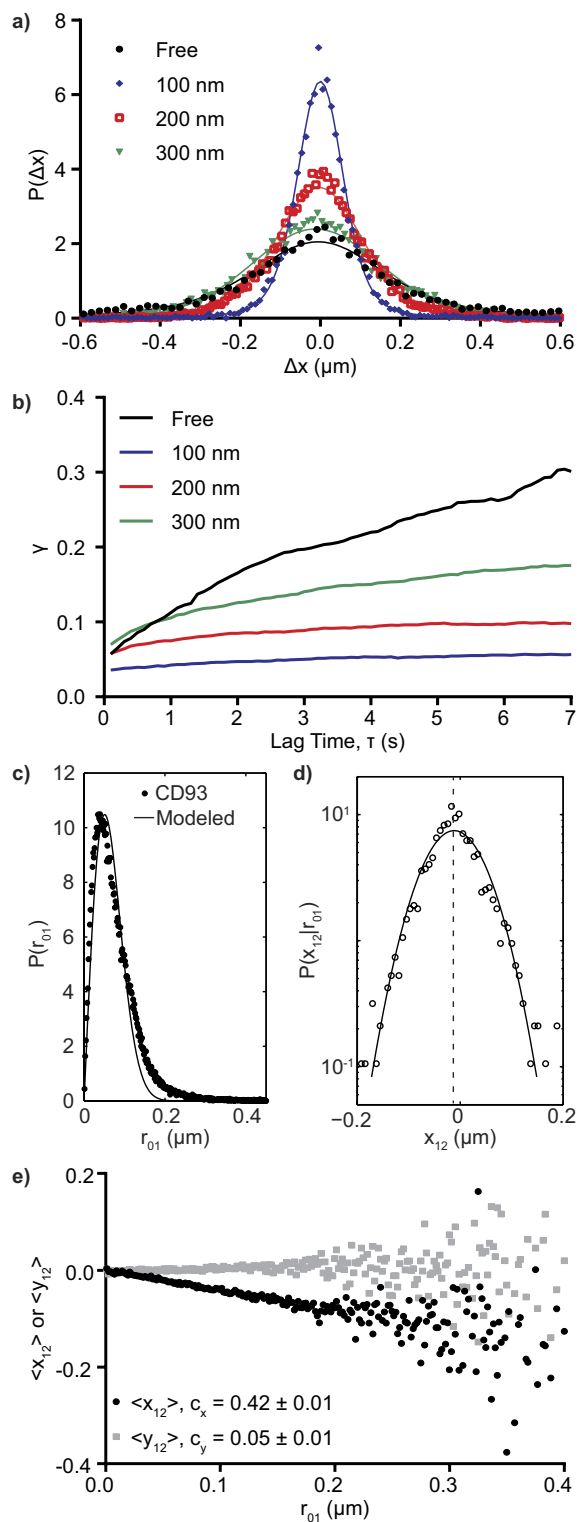 a)
8
6
4
2
0
P(Δx)
Free
100 nm
200 nm
300 nm
-0.6 -0.4 -0.2 0.0 0.2 0.4 0.6
Δx (μm)
b)
0.4
0.3
0.2
0.1
0.0
γ
Free
100 nm
200 nm
300 nm
0 1 2 3 4 5 6 7
Lag Time, τ (s)
c)
12
10
8
6
4
2
0
P(r₀₁)
CD93
Modeled
0 0.2 0.4
r₀₁ (μm)
d)
10¹
10⁻¹
P(x₁₂|r₀₁)
−0.2 0 0.2
x₁₂ (μm)
e)
0.2
0.0
-0.2
-0.4
<x₁₂> or <y₁₂>
<x₁₂>, cₓ = 0.42 ± 0.01
<y₁₂>, c_y = 0.05 ± 0.01
0.0 0.1 0.2 0.3 0.4
r₀₁ (μm)